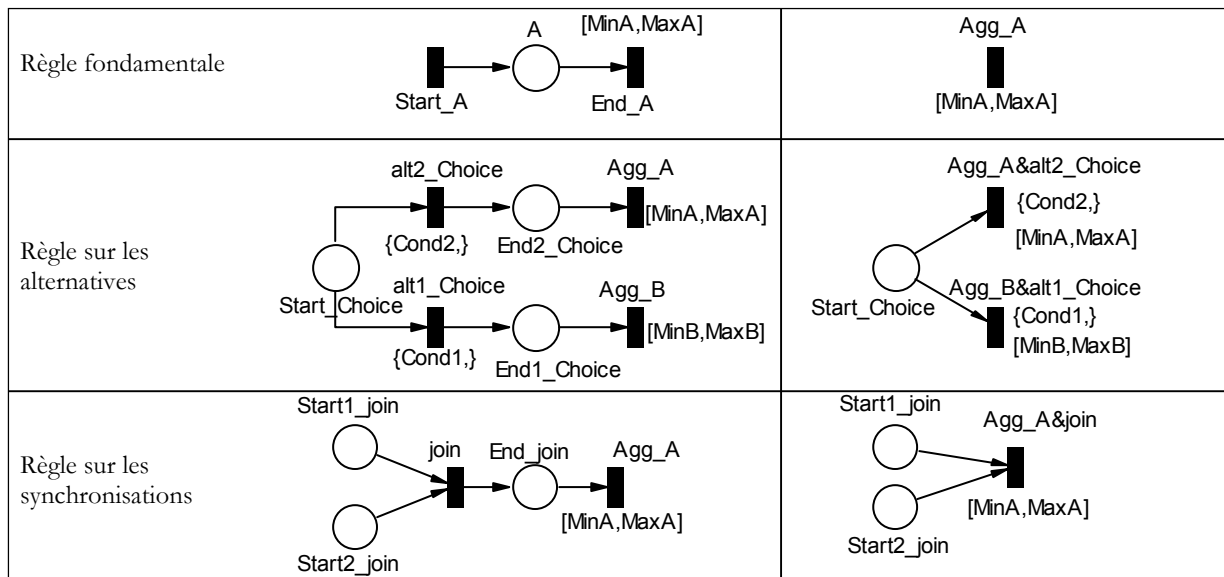 Règle fondamentale
A
[MinA,MaxA]
Start_A
End_A
Agg_A
[MinA,MaxA]
Règle sur les
alternatives
alt2_Choice
Agg_A
[MinA,MaxA]
{Cond2,}
End2_Choice
Start_Choice
alt1_Choice
Agg_B
[MinB,MaxB]
{Cond1,}
End1_Choice
Agg_A&alt2_Choice
{Cond2,}
[MinA,MaxA]
Start_Choice
Agg_B&alt1_Choice
{Cond1,}
[MinB,MaxB]
Règle sur les
synchronisations
Start1_join
join
End_join
Agg_A
[MinA,MaxA]
Start2_join
Start1_join
Agg_A&join
[MinA,MaxA]
Start2_join